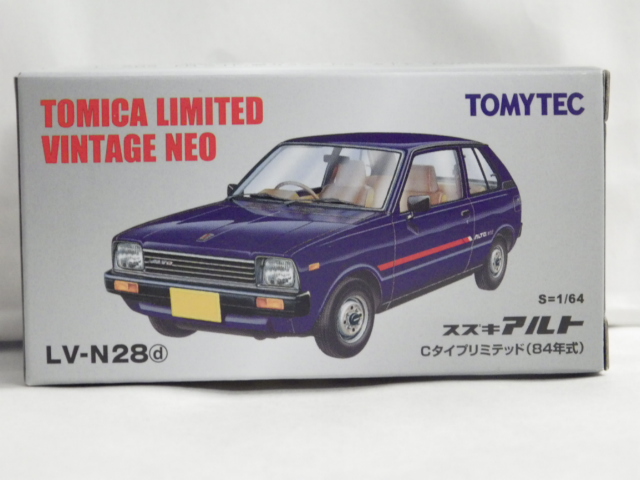 TOMICA LIMITED
VINTAGE NEO
TOMYTEC
ALTO
S=1/64
スズキ アルト
Cタイプリミテッド(84年式)
LV-N28ⓓ